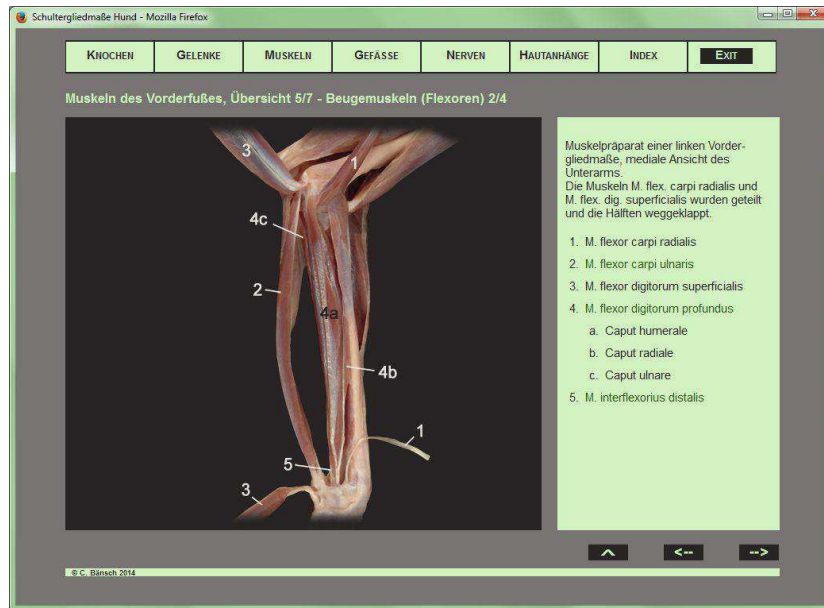 Schultergliedmaße Hund - Mozilla Firefox
KNOCHEN GELENKE MUSKELN GEFÄSSE NERVEN HAUTANHÄNGE INDEX EXIT
Muskeln des Vorderfußes, Übersicht 5/7 - Beugemuskeln (Flexoren) 2/4
3
1
4c
2
4a
4b
1
5
3
Muskelpräparat einer linken Vorder-
gliedmaße, mediale Ansicht des
Unterarms.
Die Muskeln M. flex. carpi radialis und
M. flex. dig. superficialis wurden geteilt
und die Hälften weggeklappt.
1. M. flexor carpi radialis
2. M. flexor carpi ulnaris
3. M. flexor digitorum superficialis
4. M. flexor digitorum profundus
a. Caput humerale
b. Caput radiale
c. Caput ulnare
5. M. interflexorius distalis
^ <-- -->
© C. Bänsch 2014